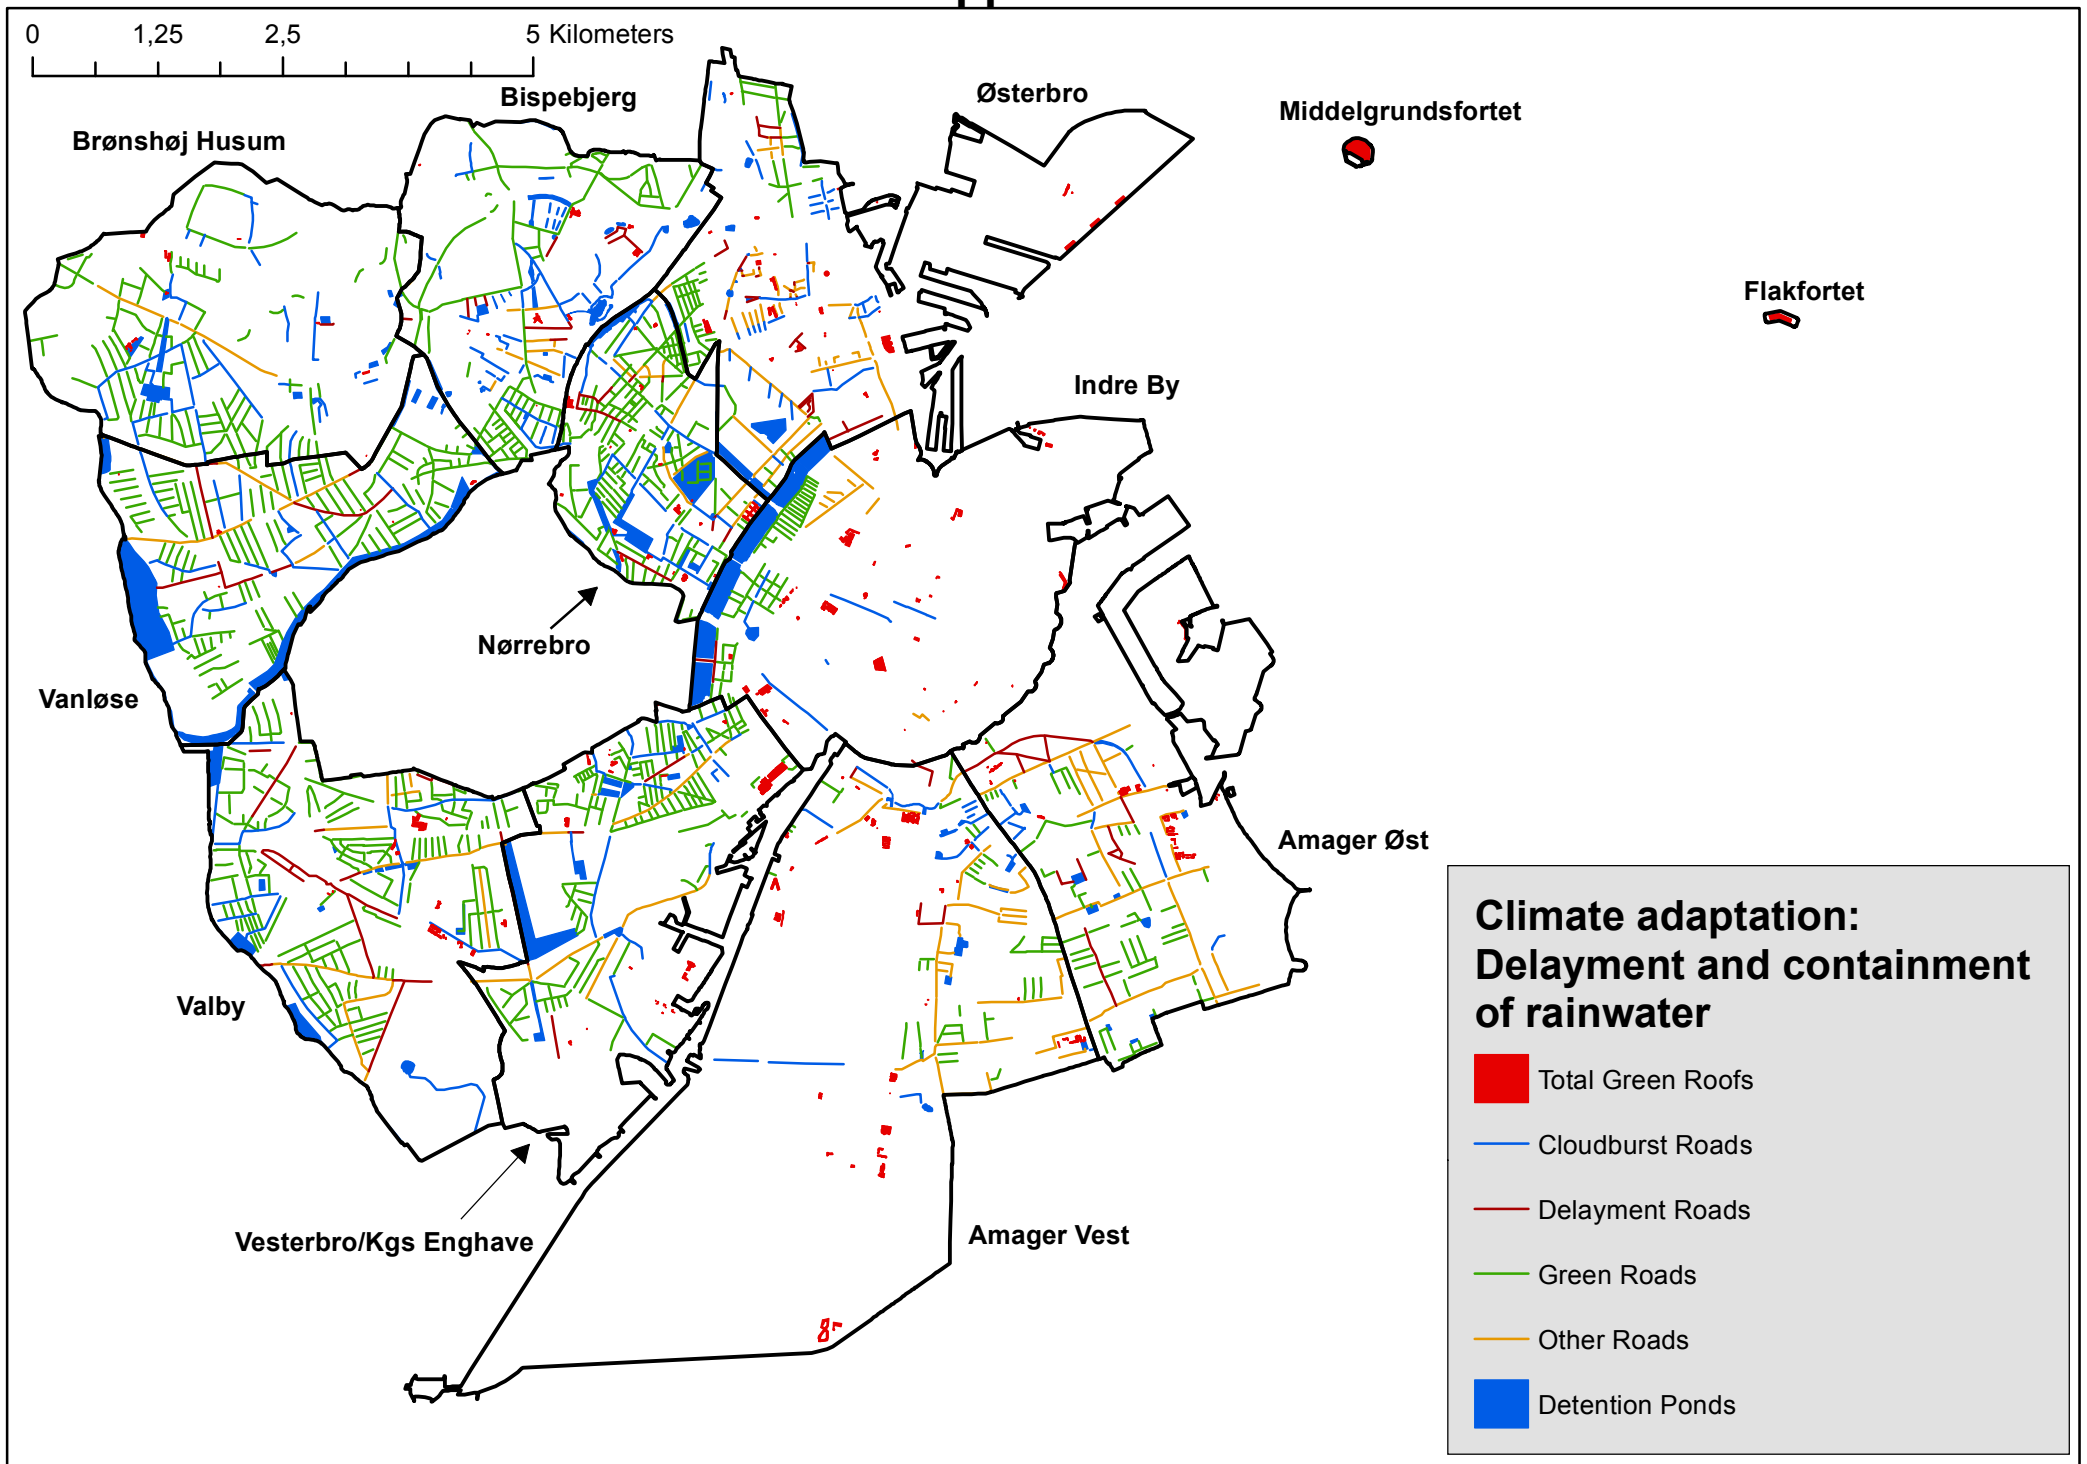 0 1,25 2,5 5 Kilometers
Bispebjerg
Østerbro
Middelgrundsfortet
Brønshøj Husum
Flakfortet
Indre By
Nørrebro
Vanløse
Amager Øst
Valby
Vesterbro/Kgs Enghave
Amager Vest
Climate adaptation:
Delayment and containment
of rainwater
Total Green Roofs
Cloudburst Roads
Delayment Roads
Green Roads
Other Roads
Detention Ponds